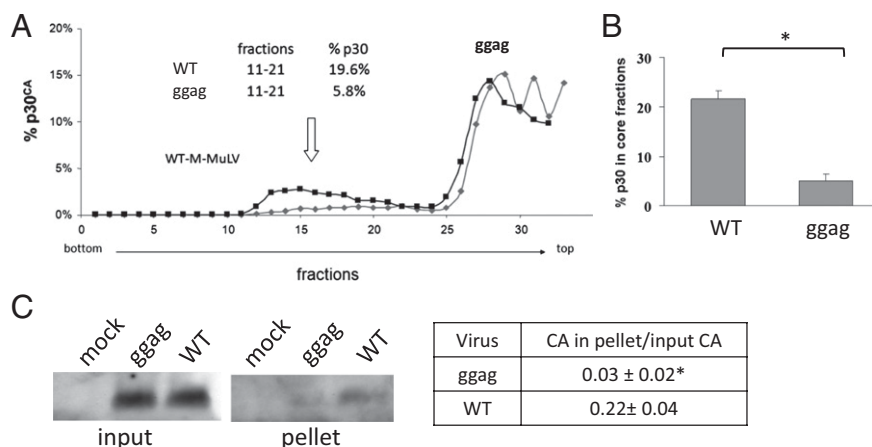 A
% p30CA
20%
15%
10%
5%
0%
fractions % p30
WT 11-21 19.6%
ggag 11-21 5.8%
ggag
WT-M-MuLV
0 5 10 15 20 25 30
bottom top
fractions
B
*
% p30 in core fractions
30
20
10
0
WT ggag
C
mock ggag WT mock ggag WT
input pellet
Virus CA in pellet/input CA
ggag 0.03 ± 0.02*
WT 0.22± 0.04